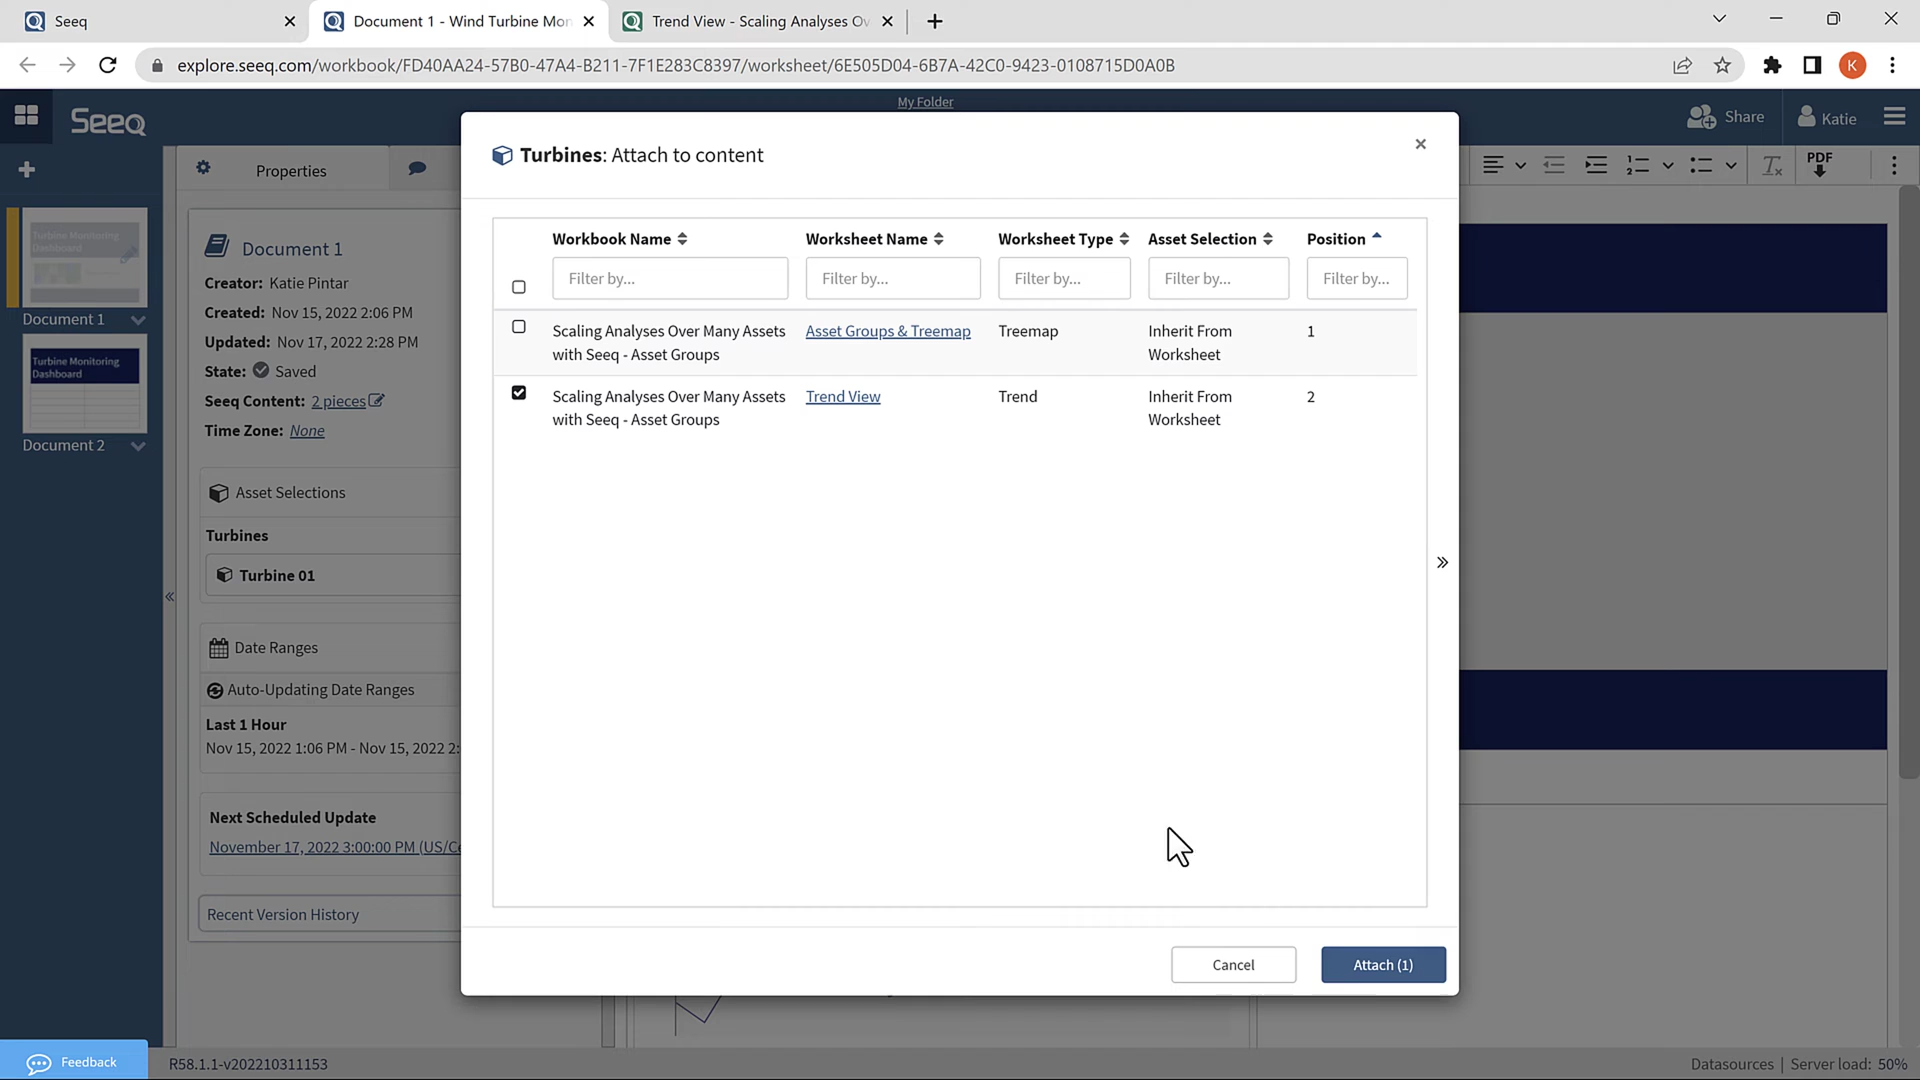 Seeq
Document 1 - Wind Turbine Mon
Trend View - Scaling Analyses Ov
explore.seeq.com/workbook/FD40AA24-57B0-47A4-B211-7F1E283C8397/worksheet/6E505D04-6B7A-42C0-9423-0108715D0A0B
K
Seeq
My Folder
Share
Katie
Properties
PDF
Turbine Monitoring
Dashboard
Document 1
Turbine Monitoring
Dashboard
Document 2
Document 1
Creator: Katie Pintar
Created: Nov 15, 2022 2:06 PM
Updated: Nov 17, 2022 2:28 PM
State: Saved
Seeq Content: 2 pieces
Time Zone: None
Asset Selections
Turbines
Turbine 01
Date Ranges
Auto-Updating Date Ranges
Last 1 Hour
Nov 15, 2022 1:06 PM - Nov 15, 2022 2:
Next Scheduled Update
November 17, 2022 3:00:00 PM (US/Ce
Recent Version History
Turbines: Attach to content
Workbook Name Worksheet Name Worksheet Type Asset Selection Position
Filter by... Filter by... Filter by... Filter by... Filter by...
Scaling Analyses Over Many Assets Asset Groups & Treemap Treemap Inherit From 1
with Seeq - Asset Groups Worksheet
Scaling Analyses Over Many Assets Trend View Trend Inherit From 2
with Seeq - Asset Groups Worksheet
Cancel
Attach (1)
Feedback
R58.1.1-v202210311153
Datasources | Server load: 50%